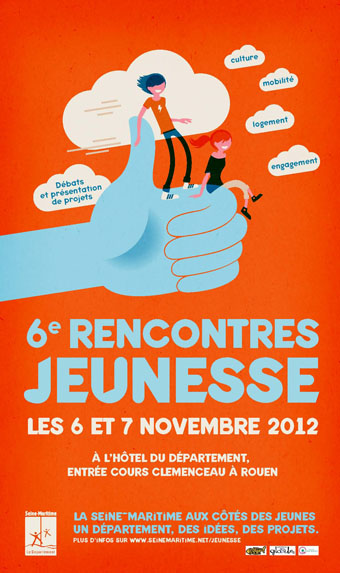 culture
mobilité
logement
engagement
Débats
et présentation
de projets
6e RENCONTRES
JEUNESSE
LES 6 ET 7 NOVEMBRE 2012
À L'HÔTEL DU DÉPARTEMENT,
ENTRÉE COURS CLEMENCEAU À ROUEN
Seine-Maritime
LE DÉPARTEMENT
LA SEINE-MARITIME AUX CÔTÉS DES JEUNES
UN DÉPARTEMENT, DES IDÉES, DES PROJETS.
PLUS D'INFOS SUR WWW.SEINEMARITIME.NET/JEUNESSE